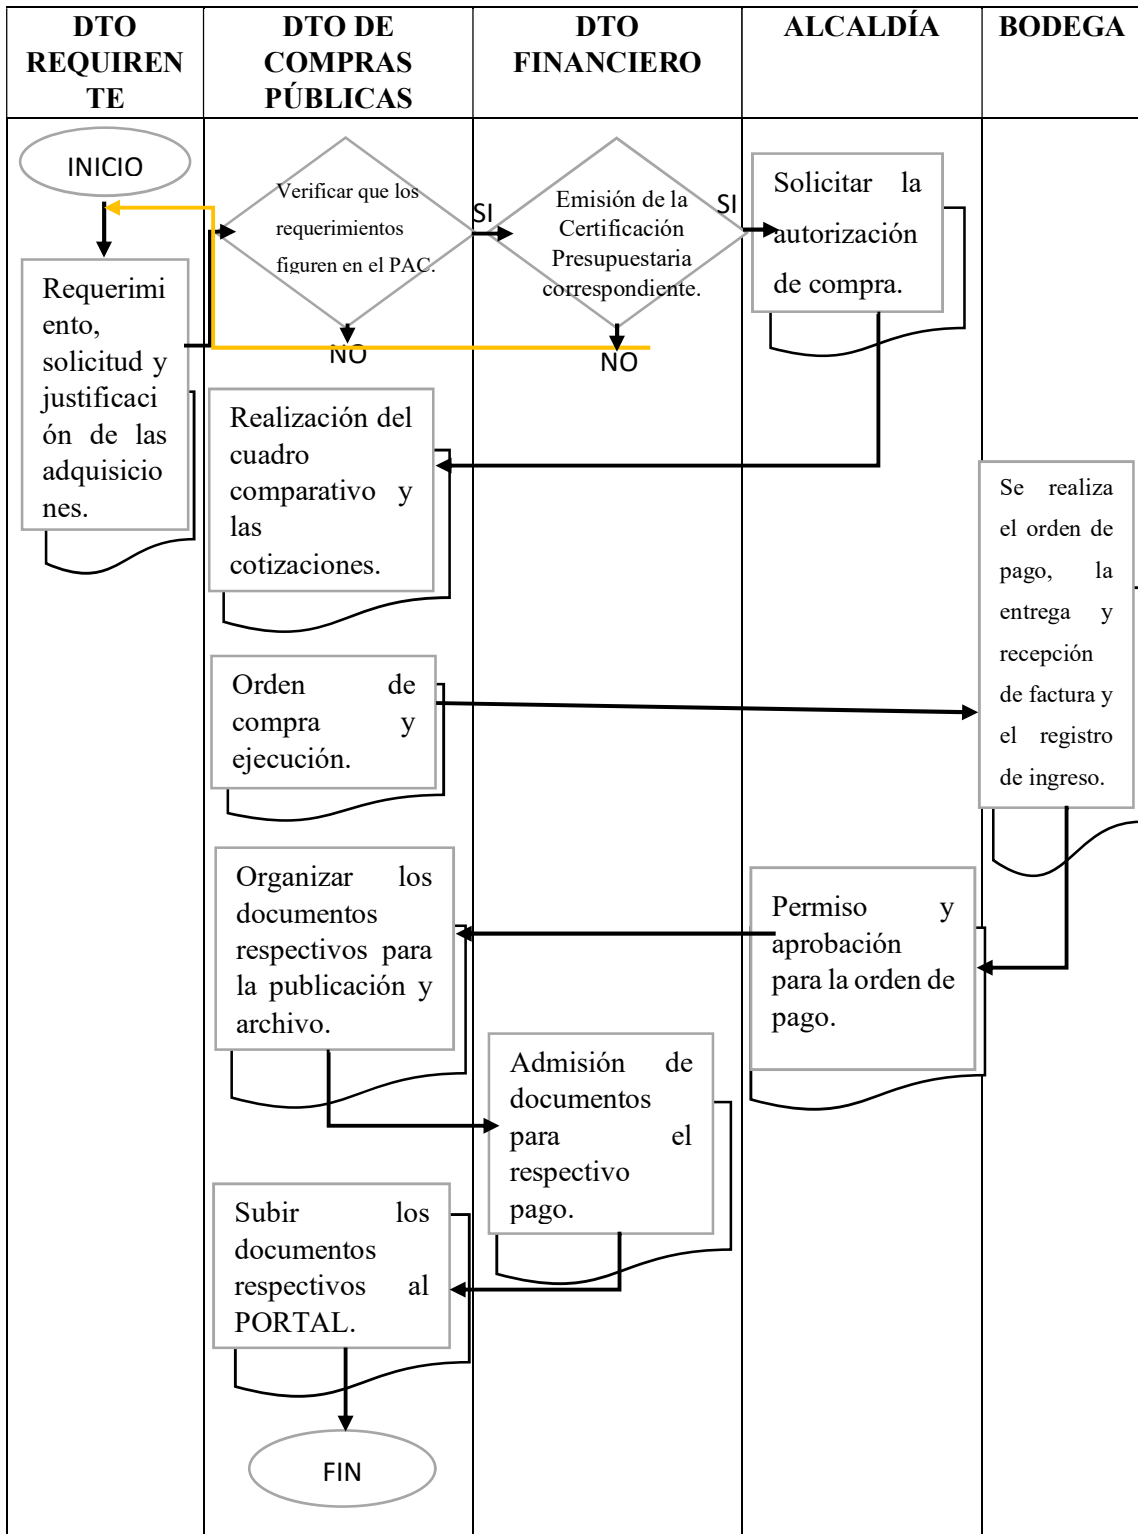 DTO
REQUIREN
TE
DTO DE
COMPRAS
PÚBLICAS
DTO
FINANCIERO
ALCALDÍA
BODEGA
INICIO
Verificar que los
requerimientos
figuren en el PAC.
SI
Emisión de la
Certificación
Presupuestaria
correspondiente.
SI
Solicitar la
autorización
de compra.
NO
NO
Requerimi
ento,
solicitud y
justificaci
ón de las
adquisicio
nes.
Realización del
cuadro
comparativo y
las
cotizaciones.
Se realiza
el orden de
pago, la
entrega y
recepción
de factura y
el registro
de ingreso.
Orden de
compra y
ejecución.
Organizar los
documentos
respectivos para
la publicación y
archivo.
Permiso y
aprobación
para la orden de
pago.
Admisión de
documentos
para el
respectivo
pago.
Subir los
documentos
respectivos al
PORTAL.
FIN